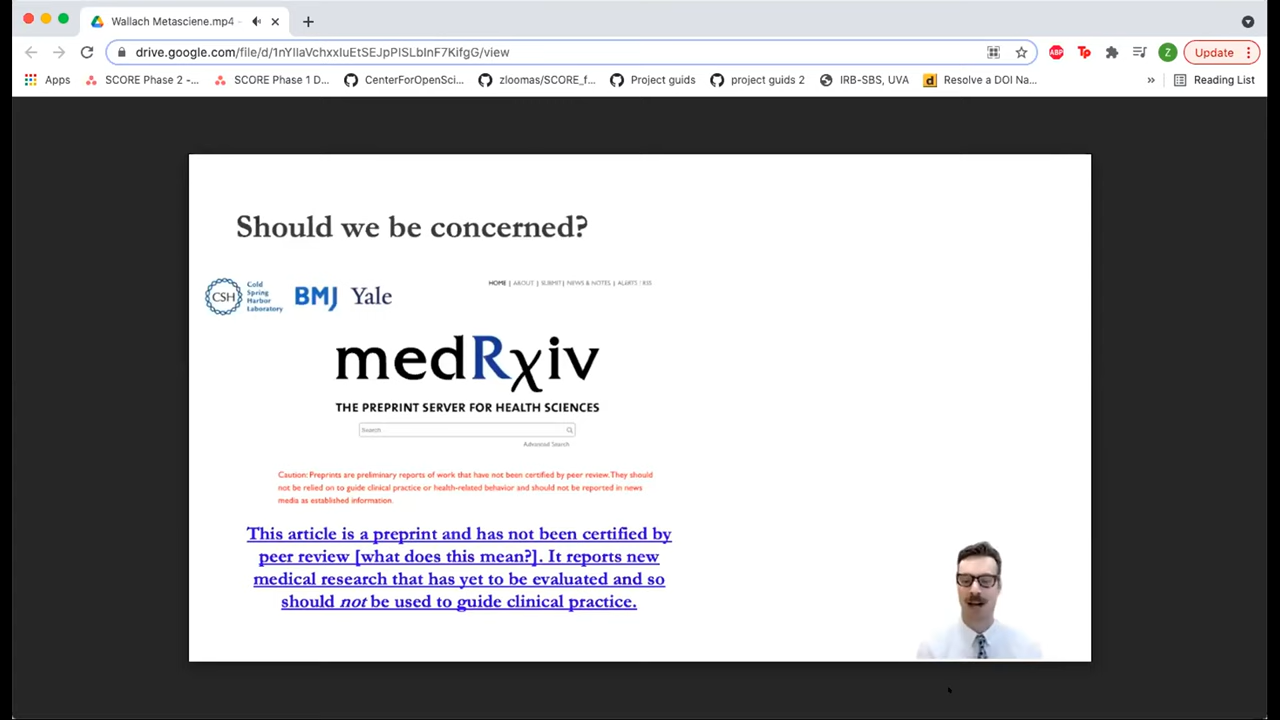 Wallach Metasciene.mp4 -
drive.google.com/file/d/1nYIlaVchxxIuEtSEJpPISLbInF7KifgG/view
ABP
Tp
Z
Update
Apps
SCORE Phase 2 -...
SCORE Phase 1 D...
CenterForOpenSci...
zloomas/SCORE_f...
Project guids
project guids 2
IRB-SBS, UVA
Resolve a DOI Na...
»
Reading List
Should we be concerned?
CSH Cold Spring Harbor Laboratory
BMJ Yale
HOME | ABOUT | SUBMIT | NEWS & NOTES | ALERTS / RSS
medRχiv
THE PREPRINT SERVER FOR HEALTH SCIENCES
Search
Advanced Search
Caution: Preprints are preliminary reports of work that have not been certified by peer review. They should
not be relied on to guide clinical practice or health-related behavior and should not be reported in news
media as established information.
This article is a preprint and has not been certified by
peer review [what does this mean?]. It reports new
medical research that has yet to be evaluated and so
should not be used to guide clinical practice.